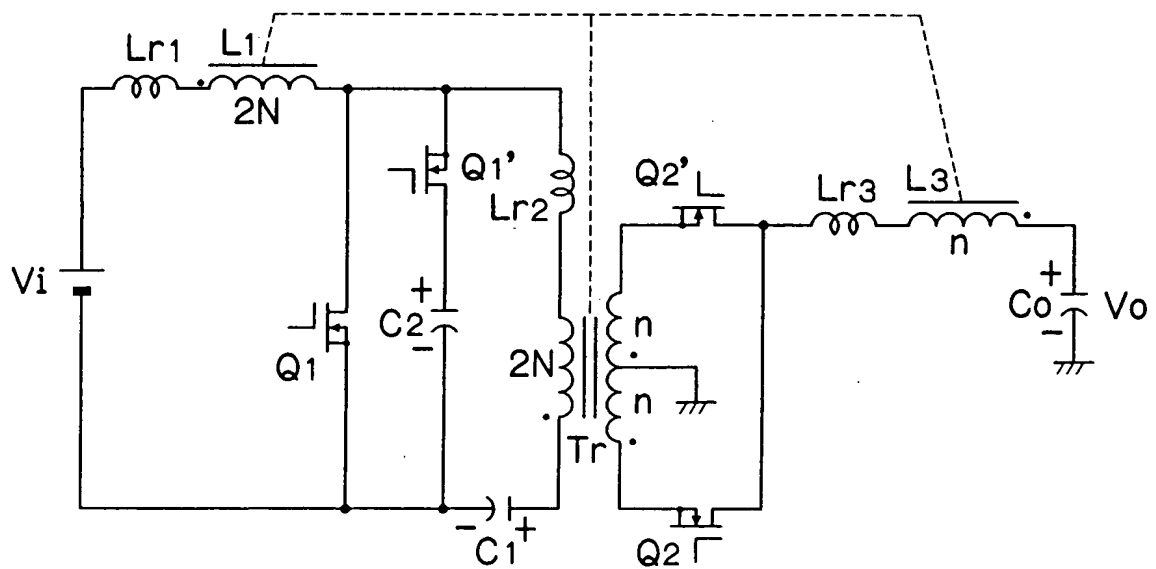 Lr1
L1
2N
Q1'
Lr2
Q2'
Lr3
L3
n
Vi
+
C2
-
Q1
2N
n
n
Tr
+
Co
-
Vo
-
C1
+
Q2